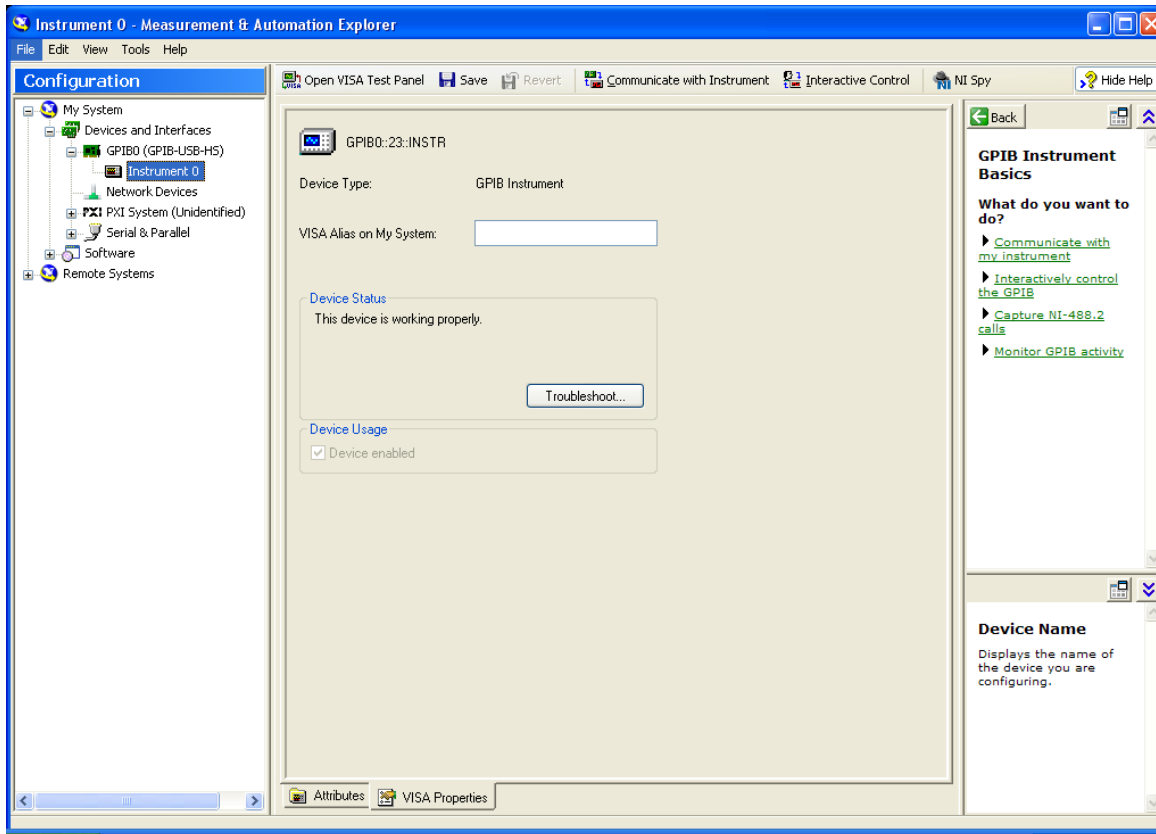 Instrument 0 - Measurement & Automation Explorer
File Edit View Tools Help
Configuration
My System
Devices and Interfaces
GPIB0 (GPIB-USB-HS)
Instrument 0
Network Devices
PXI PXI System (Unidentified)
Serial & Parallel
Software
Remote Systems
Open VISA Test Panel Save Revert Communicate with Instrument Interactive Control NI Spy Hide Help
GPIB0::23::INSTR
Device Type: GPIB Instrument
VISA Alias on My System:
Device Status
This device is working properly.
Troubleshoot...
Device Usage
Device enabled
Attributes VISA Properties
Back
GPIB Instrument
Basics
What do you want to
do?
Communicate with
my instrument
Interactively control
the GPIB
Capture NI-488.2
calls
Monitor GPIB activity
Device Name
Displays the name of
the device you are
configuring.